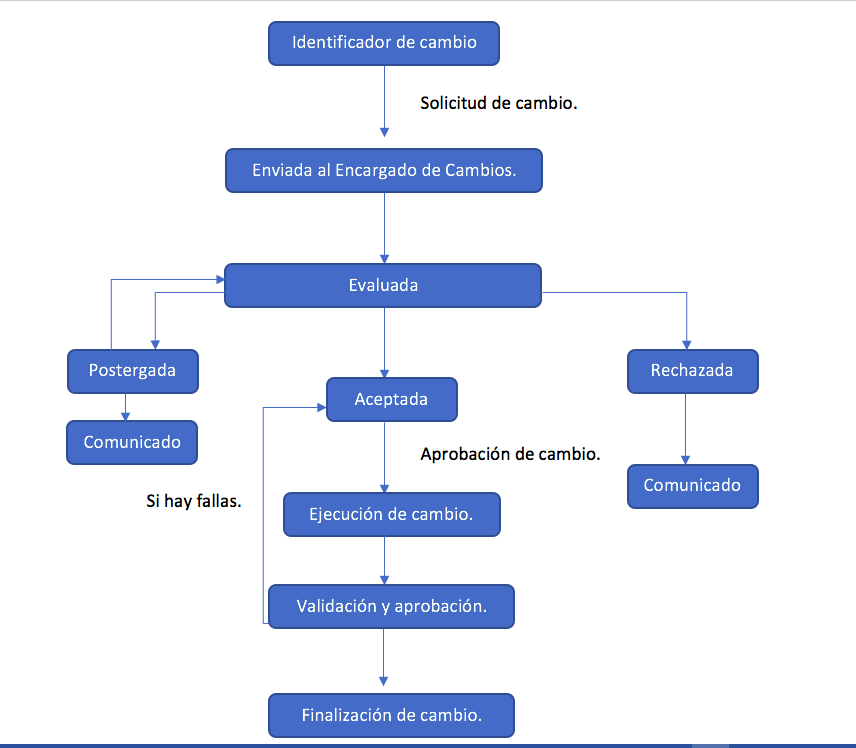 Identificador de cambio
Solicitud de cambio.
Enviada al Encargado de Cambios.
Evaluada
Postergada
Rechazada
Aceptada
Comunicado
Aprobación de cambio.
Comunicado
Si hay fallas.
Ejecución de cambio.
Validación y aprobación.
Finalización de cambio.